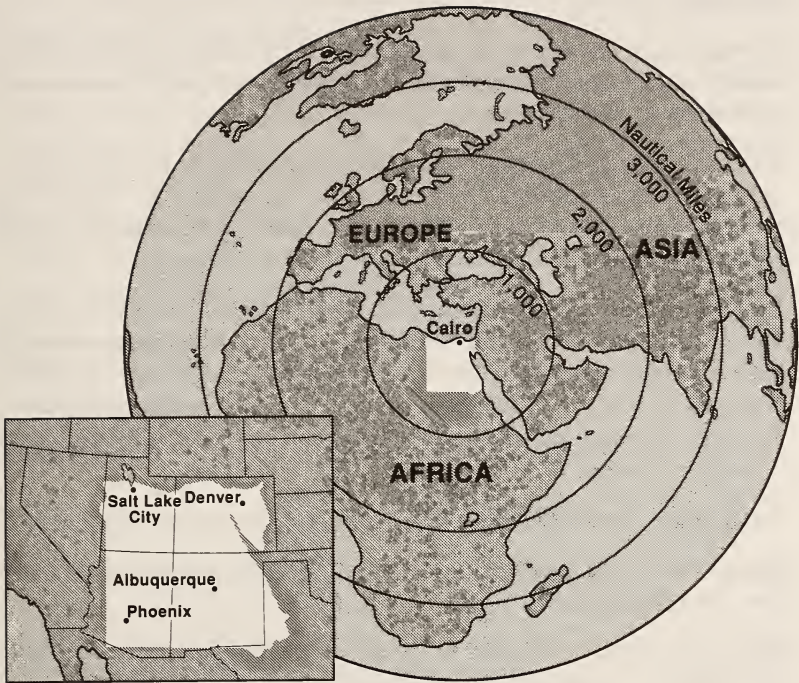 Nautical Miles
3,000
2,000
1,000
EUROPE
ASIA
Cairo
AFRICA
Salt Lake
City
Denver
Albuquerque
Phoenix